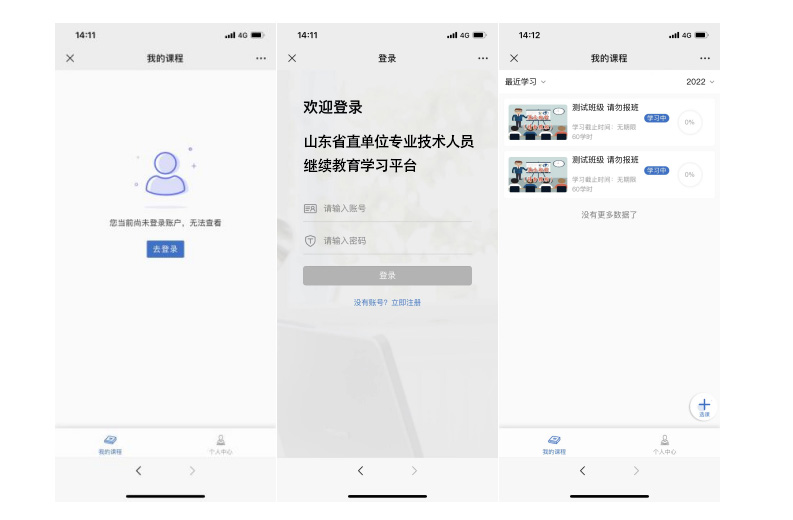 14:11
4G
我的课程
您当前尚未登录账户，无法查看
去登录
我的课程
个人中心
14:11
4G
登录
欢迎登录
山东省直单位专业技术人员
继续教育学习平台
请输入账号
请输入密码
登录
没有账号? 立即注册
14:12
4G
我的课程
最近学习
2022
测试班级 请勿报班
学习中
学习截止时间：无期限
60学时
0%
测试班级 请勿报班
学习中
学习截止时间：无期限
60学时
0%
没有更多数据了
选课
我的课程
个人中心